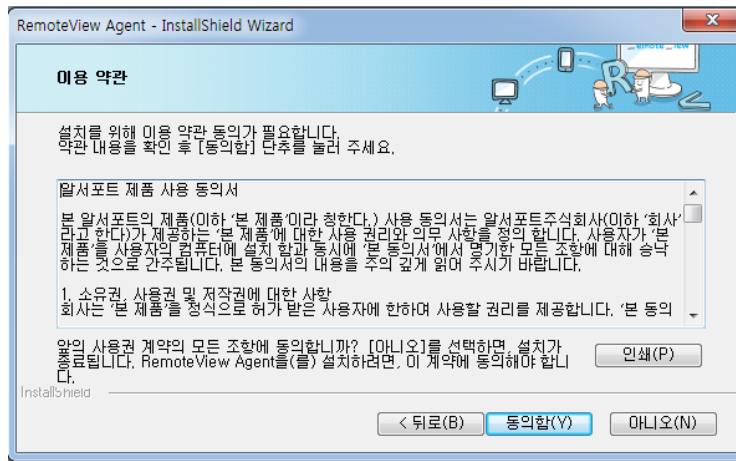 RemoteView Agent - InstallShield Wizard
이용 약관
설치를 위해 이용 약관 동의가 필요합니다.
약관 내용을 확인 후 [동의함] 단추를 눌러 주세요.
알서포트 제품 사용 동의서
본 알서포트의 제품(이하 '본 제품'이라 칭한다.) 사용 동의서는 알서포트주식회사(이하 '회사'
라고 한다)가 제공하는 '본 제품'에 대한 사용 권리와 의무 사항을 정의 합니다. 사용자가 '본
제품'을 사용자의 컴퓨터에 설치 함과 동시에 '본 동의서'에서 명기한 모든 조항에 대해 승낙
하는 것으로 간주됩니다. 본 동의서의 내용을 주의 깊게 읽어 주시기 바랍니다.
1. 소유권, 사용권 및 저작권에 대한 사항
회사는 '본 제품'을 정식으로 허가 받은 사용자에 한하여 사용할 권리를 제공합니다. '본 동의
앞의 사용권 계약의 모든 조항에 동의합니까? [아니오]를 선택하면, 설치가
종료됩니다. RemoteView Agent을(를) 설치하려면, 이 계약에 동의해야 합니
다.
인쇄(P)
InstallShield
< 뒤로(B)
동의함(Y)
아니오(N)